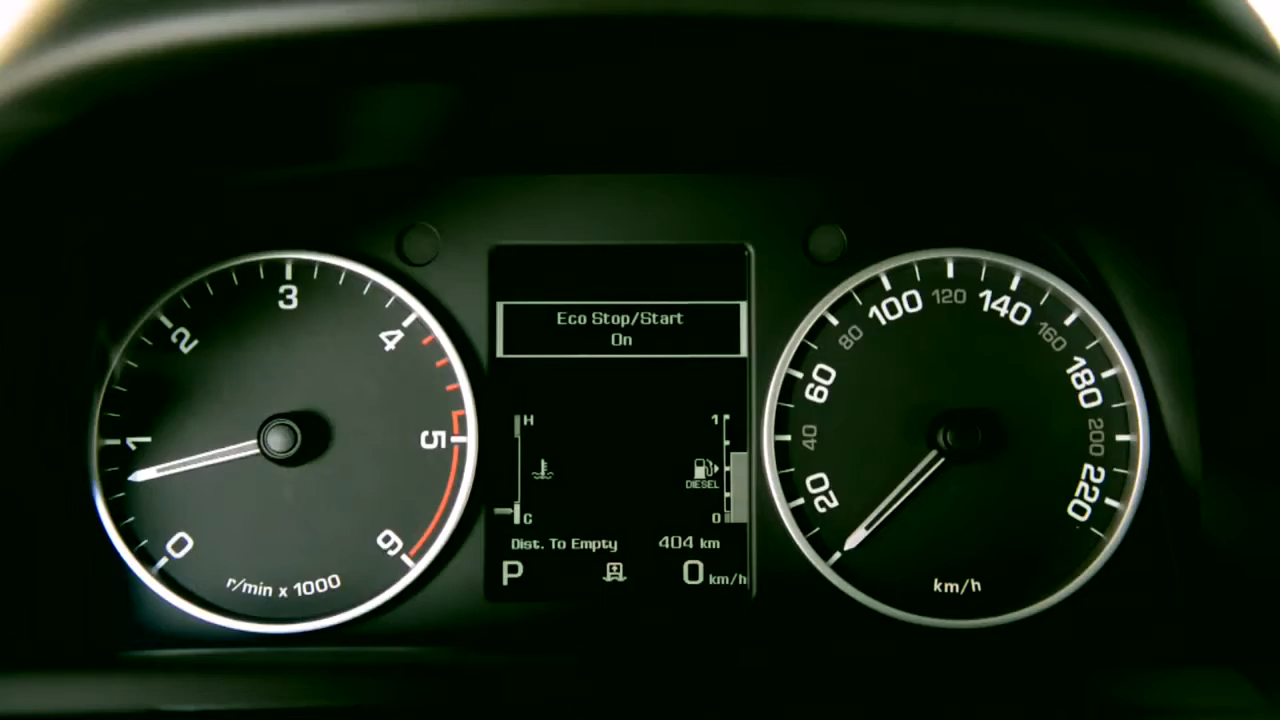 0
1
2
3
4
5
6
r/min x 1000
Eco Stop/Start
On
H
C
1
DIESEL
0
Dist. To Empty 404 km
P 0 km/h
20
40
60
80
100
120
140
160
180
200
220
km/h